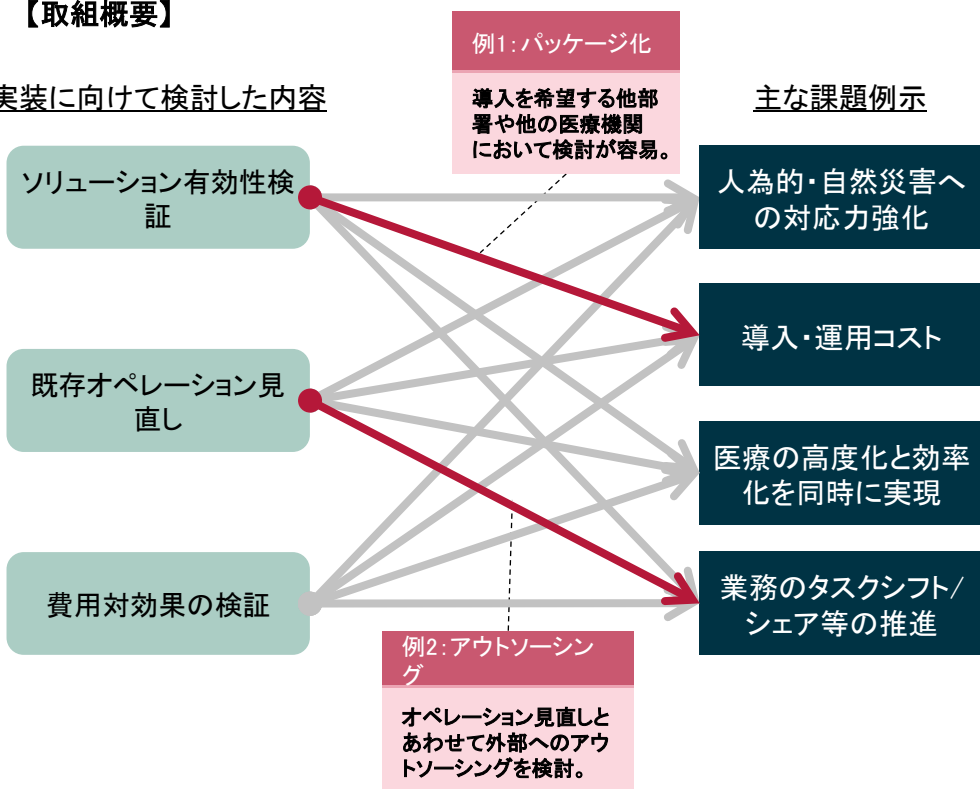 【取組概要】
実装に向けて検討した内容
主な課題例示
例1：パッケージ化
導入を希望する他部
署や他の医療機関
において検討が容易。
ソリューション有効性検
証
既存オペレーション見
直し
費用対効果の検証
人為的・自然災害へ
の対応力強化
導入・運用コスト
医療の高度化と効率
化を同時に実現
業務のタスクシフト/
シェア等の推進
例2：アウトソーシン
グ
オペレーション見直しと
あわせて外部へのアウ
トソーシングを検討。